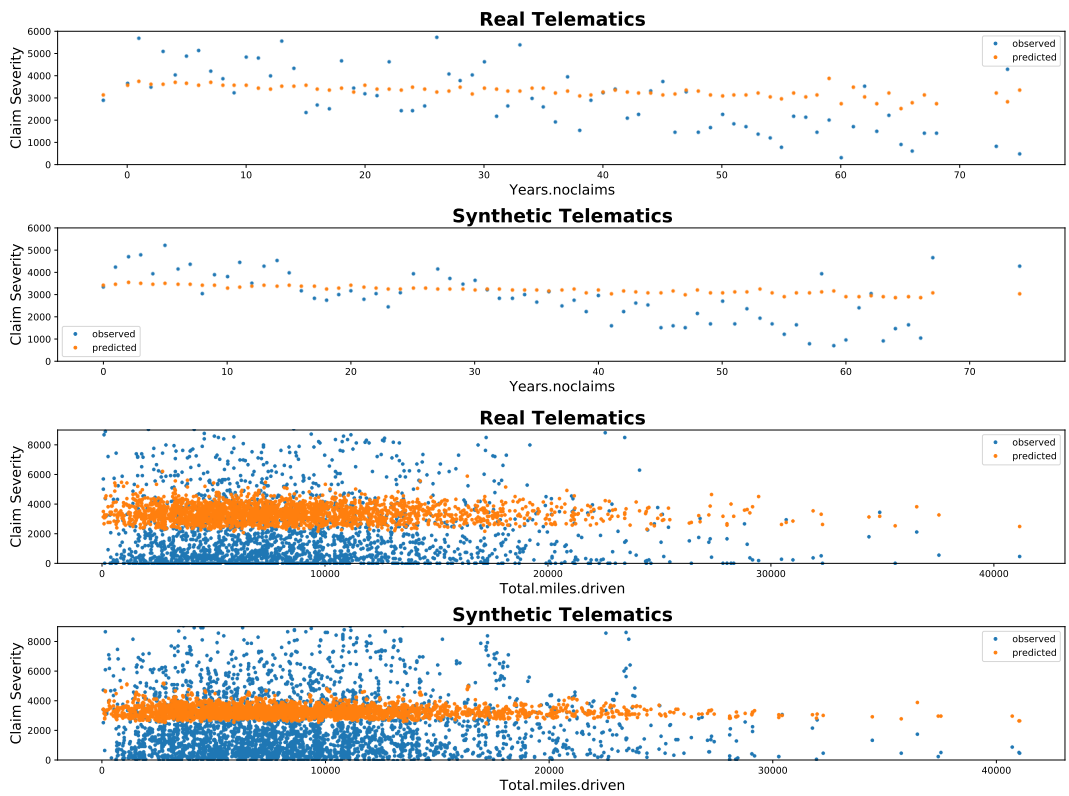 Real Telematics
6000
5000
4000
3000
2000
1000
0
Claim Severity
observed
predicted
0 10 20 30 40 50 60 70
Years.noclaims
Synthetic Telematics
6000
5000
4000
3000
2000
1000
0
Claim Severity
observed
predicted
0 10 20 30 40 50 60 70
Years.noclaims
Real Telematics
8000
6000
4000
2000
0
Claim Severity
observed
predicted
0 10000 20000 30000 40000
Total.miles.driven
Synthetic Telematics
8000
6000
4000
2000
0
Claim Severity
observed
predicted
0 10000 20000 30000 40000
Total.miles.driven